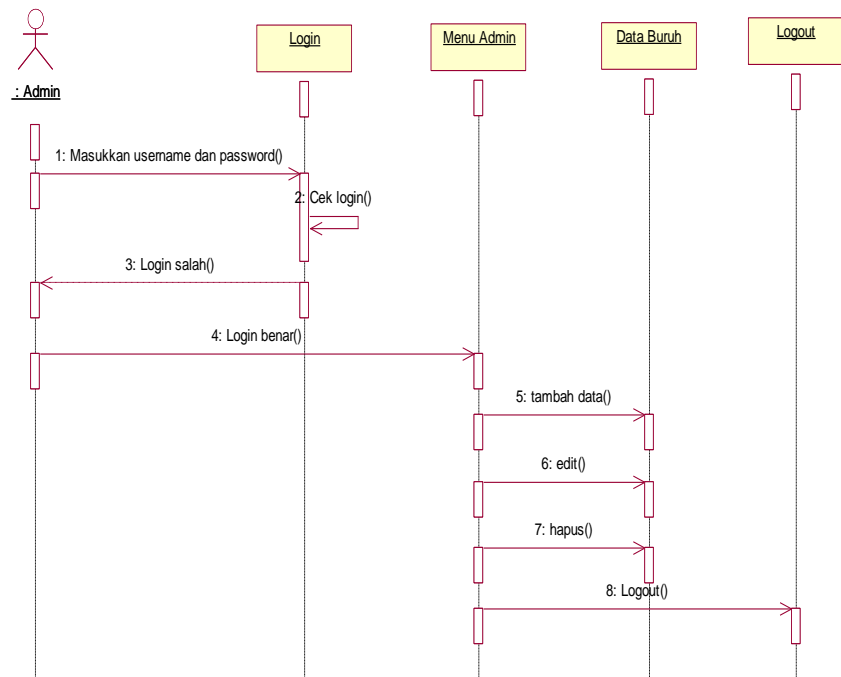 Login
Menu Admin
Data Buruh
Logout
: Admin
1: Masukkan username dan password()
2: Cek login()
3: Login salah()
4: Login benar()
5: tambah data()
6: edit()
7: hapus()
8: Logout()